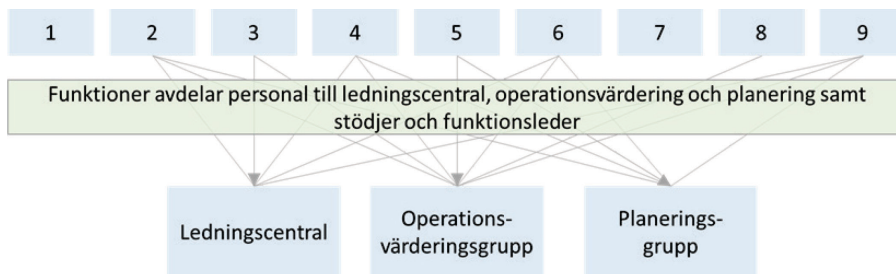 1 2 3 4 5 6 7 8 9
Funktioner avdelar personal till ledningscentral, operationsvärdering och planering samt
stödjer och funktionsleder
Ledningscentral
Operations-
värderingsgrupp
Planerings-
grupp